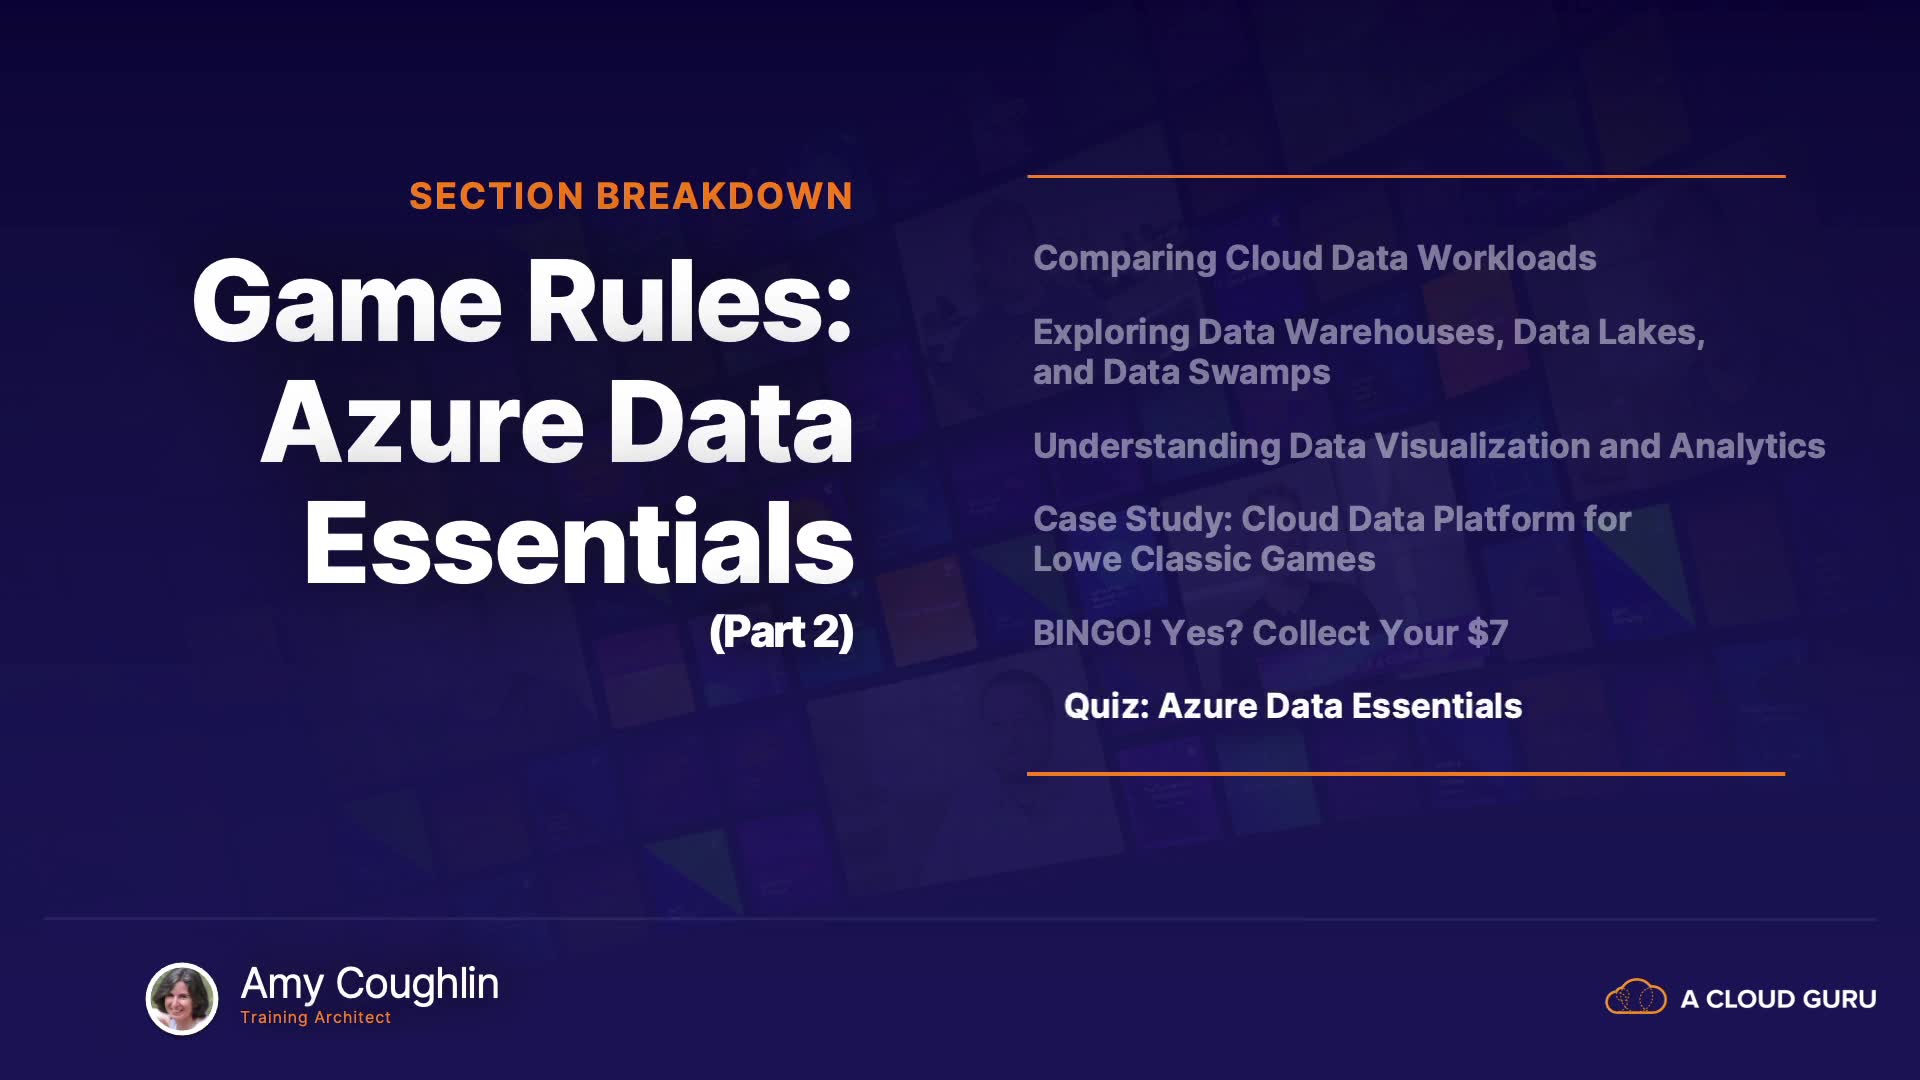 SECTION BREAKDOWN
Game Rules:
Azure Data
Essentials
(Part 2)
Comparing Cloud Data Workloads
Exploring Data Warehouses, Data Lakes,
and Data Swamps
Understanding Data Visualization and Analytics
Case Study: Cloud Data Platform for
Lowe Classic Games
BINGO! Yes? Collect Your $7
Quiz: Azure Data Essentials
Amy Coughlin
Training Architect
A CLOUD GURU